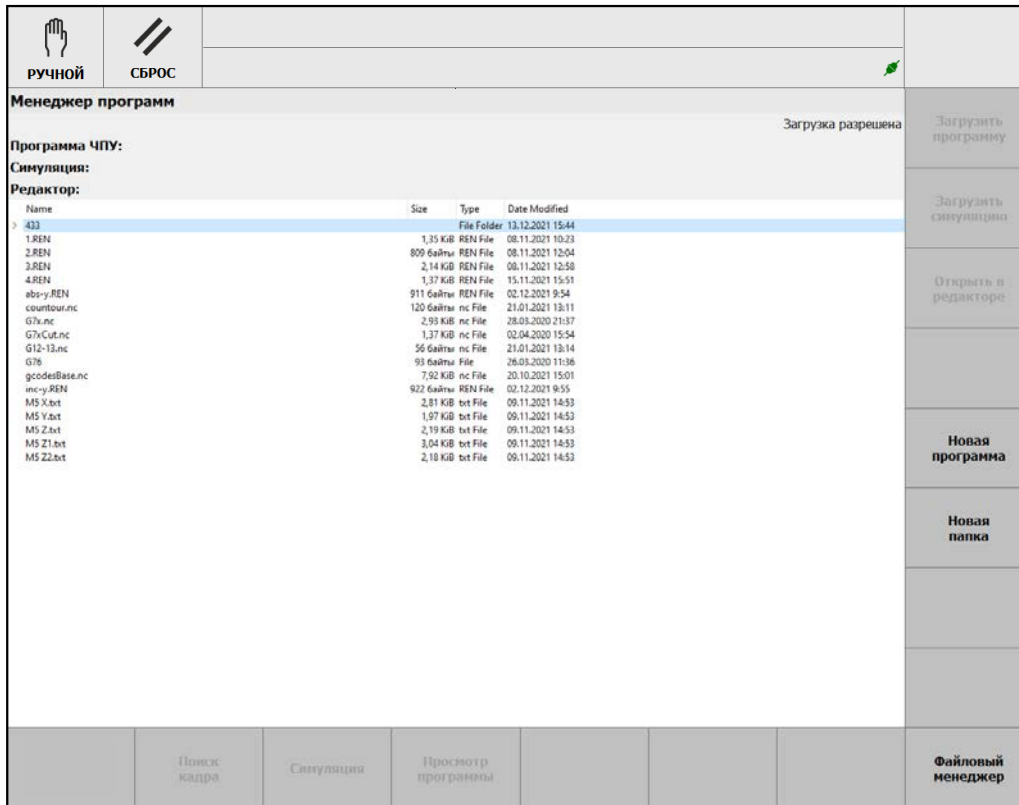 РУЧНОЙ СБРОС
Менеджер программ
Загрузка разрешена
Программа ЧПУ:
Симуляция:
Редактор:
Name Size Type Date Modified
433 File Folder 13.12.2021 15:44
1.REN 1,35 KiB REN File 08.11.2021 10:23
2.REN 809 байты REN File 08.11.2021 12:04
3.REN 2,14 KiB REN File 08.11.2021 12:58
4.REN 1,37 KiB REN File 15.11.2021 15:51
abs-y.REN 911 байты REN File 02.12.2021 9:54
countour.nc 120 байты nc File 21.01.2021 13:11
G7x.nc 2,93 KiB nc File 28.03.2020 21:37
G7xCut.nc 1,37 KiB nc File 02.04.2020 15:54
G12-13.nc 56 байты nc File 21.01.2021 13:14
G76 93 байты File 26.03.2020 11:36
gcodesBase.nc 7,92 KiB nc File 20.10.2021 15:01
inc-y.REN 922 байты REN File 02.12.2021 9:55
M5 X.txt 2,81 KiB txt File 09.11.2021 14:53
M5 Y.txt 1,97 KiB txt File 09.11.2021 14:53
M5 Z.txt 2,19 KiB txt File 09.11.2021 14:53
M5 Z1.txt 3,04 KiB txt File 09.11.2021 14:53
M5 Z2.txt 2,18 KiB txt File 09.11.2021 14:53
Загрузить
программу
Загрузить
симуляцию
Открыть в
редакторе
Новая
программа
Новая
папка
Поиск
кадра
Симуляция
Просмотр
программы
Файловый
менеджер